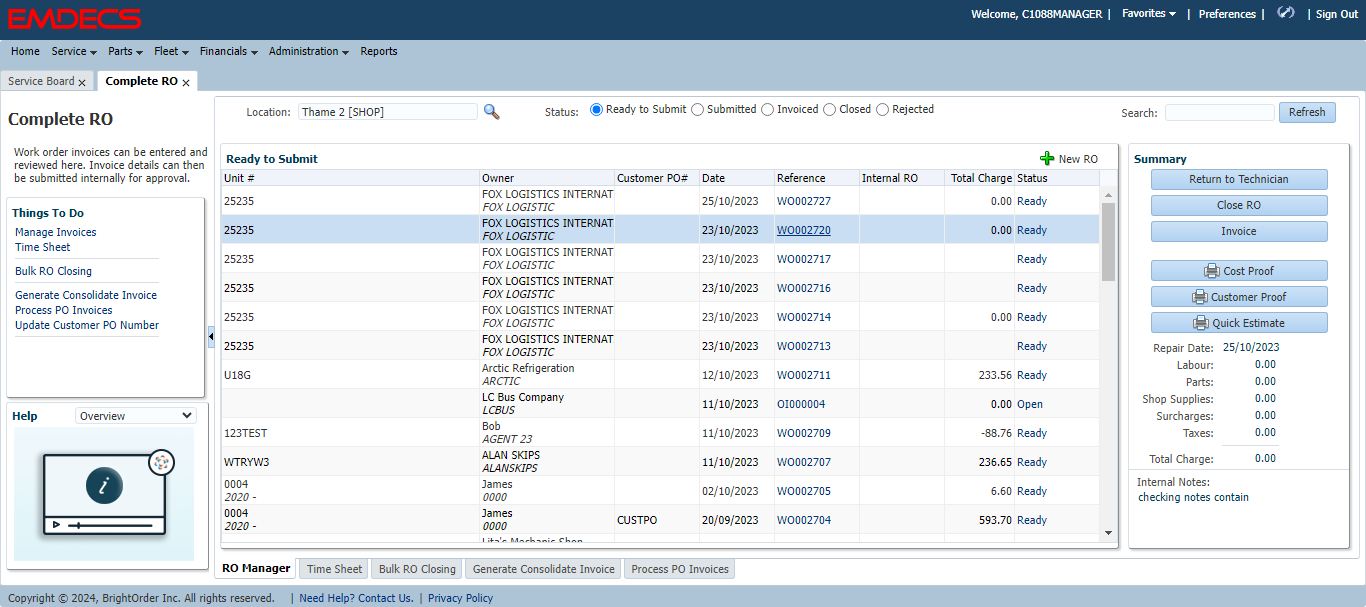 EMDECS
Welcome, C1088MANAGER | Favorites | Preferences | | Sign Out
Home Service Parts Fleet Financials Administration Reports
Service Board x Complete RO x
Complete RO
Work order invoices can be entered and
reviewed here. Invoice details can then
be submitted internally for approval.
Things To Do
Manage Invoices
Time Sheet
Bulk RO Closing
Generate Consolidate Invoice
Process PO Invoices
Update Customer PO Number
Help Overview
i
Location: Thame 2 [SHOP] Status: Ready to Submit Submitted Invoiced Closed Rejected Search: Refresh
Ready to Submit New RO
Unit # Owner Customer PO# Date Reference Internal RO Total Charge Status
25235 FOX LOGISTICS INTERNAT 25/10/2023 WO002727 0.00 Ready
FOX LOGISTIC
25235 FOX LOGISTICS INTERNAT 23/10/2023 WO002720 0.00 Ready
FOX LOGISTIC
25235 FOX LOGISTICS INTERNAT 23/10/2023 WO002717 Ready
FOX LOGISTIC
25235 FOX LOGISTICS INTERNAT 23/10/2023 WO002716 Ready
FOX LOGISTIC
25235 FOX LOGISTICS INTERNAT 23/10/2023 WO002714 0.00 Ready
FOX LOGISTIC
25235 FOX LOGISTICS INTERNAT 23/10/2023 WO002713 Ready
FOX LOGISTIC
U18G Arctic Refrigeration 12/10/2023 WO002711 233.56 Ready
ARCTIC
LC Bus Company 11/10/2023 OI000004 0.00 Open
LCBUS
123TEST Bob 11/10/2023 WO002709 -88.76 Ready
AGENT 23
WTRYW3 ALAN SKIPS 11/10/2023 WO002707 236.65 Ready
ALANSKIPS
0004 James 02/10/2023 WO002705 6.60 Ready
2020 - 0000
0004 James CUSTPO 20/09/2023 WO002704 593.70 Ready
2020 - 0000
Lita's Mechanic Shop
Summary
Return to Technician
Close RO
Invoice
Cost Proof
Customer Proof
Quick Estimate
Repair Date: 25/10/2023
Labour: 0.00
Parts: 0.00
Shop Supplies: 0.00
Surcharges: 0.00
Taxes: 0.00
Total Charge: 0.00
Internal Notes:
checking notes contain
RO Manager Time Sheet Bulk RO Closing Generate Consolidate Invoice Process PO Invoices
Copyright © 2024, BrightOrder Inc. All rights reserved. | Need Help? Contact Us. | Privacy Policy